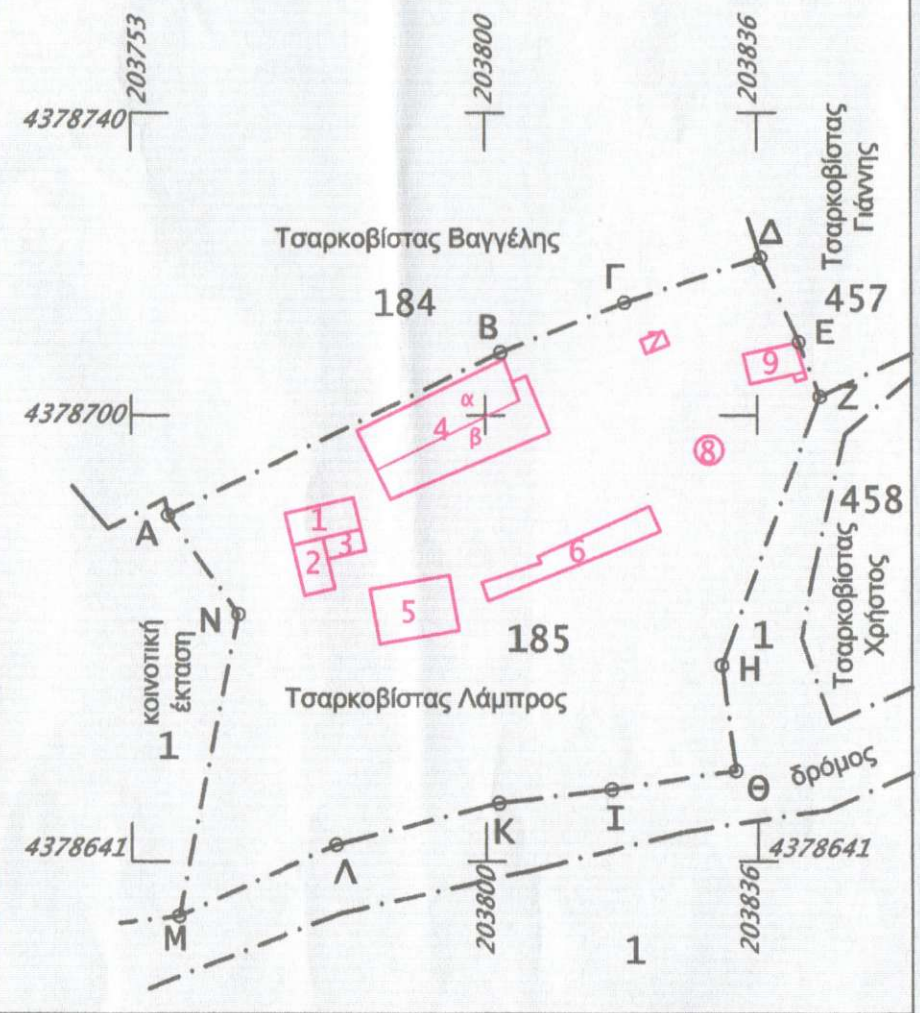 203753
203800
203836
4378740
Τσαρκοβίστας
Γιάννης
Τσαρκοβίστας Βαγγέλης
Δ
184
Γ
457
Β
Ε
7
9
α
4
β
4378700
Ζ
8
458
Α
1
2
3
6
5
Ν
185
1
Τσαρκοβίστας
Χρήστος
Η
κοινοτική
έκταση
1
Τσαρκοβίστας Λάμπρος
Θ
δρόμος
Ι
Κ
4378641
Λ
4378641
Μ
203800
203836
1